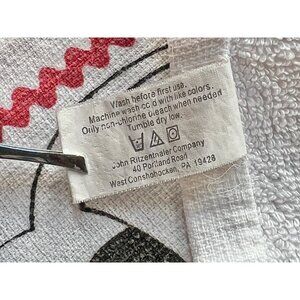 Wash before first use.
Machine wash cold with like colors.
Only non-chlorine bleach when needed
Tumble dry low.
John Ritzenthaler Company
40 Portland Road
West Conshohocken, PA 19428